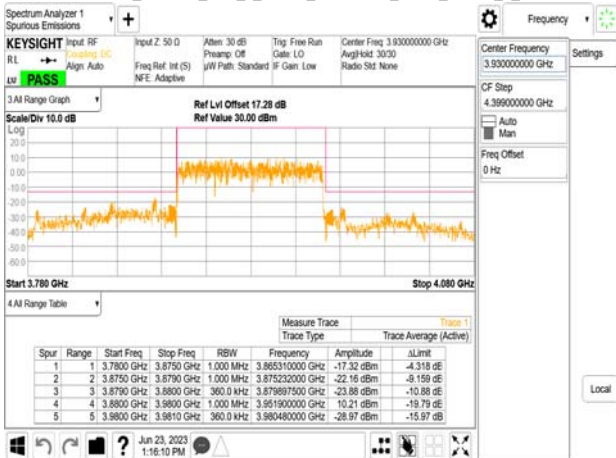 Spectrum Analyzer 1
Spurious Emissions
Frequency
KEYSIGHT Input: RF Input Z: 50 Ω Atten: 30 dB Trig: Free Run Center Freq: 3.930000000 GHz
RL Coupling: DC Preamp: Off Gate: LO Avg|Hold: 30/30
Align: Auto Freq Ref: Int (S) µW Path: Standard IF Gain: Low Radio Std: None
LV PASS NFE: Adaptive
Center Frequency
3.930000000 GHz
Settings
CF Step
4.399000000 GHz
Auto
Man
Freq Offset
0 Hz
Local
3 All Range Graph
Ref Lvl Offset 17.28 dB
Scale/Div 10.0 dB Ref Value 30.00 dBm
Log
20.0
10.0
0.00
-10.0
-20.0
-30.0
-40.0
-50.0
-60.0
Start 3.780 GHz Stop 4.080 GHz
4 All Range Table
Measure Trace Trace 1
Trace Type Trace Average (Active)
Spur Range Start Freq Stop Freq RBW Frequency Amplitude ΔLimit
1 1 3.7800 GHz 3.8750 GHz 1.000 MHz 3.865310000 GHz -17.32 dBm -4.318 dB
2 2 3.8750 GHz 3.8790 GHz 1.000 MHz 3.875232000 GHz -22.16 dBm -9.159 dB
3 3 3.8790 GHz 3.8800 GHz 360.0 kHz 3.879897500 GHz -23.88 dBm -10.88 dB
4 4 3.8800 GHz 3.9800 GHz 1.000 MHz 3.951900000 GHz 10.21 dBm -19.79 dB
5 5 3.9800 GHz 3.9810 GHz 360.0 kHz 3.980480000 GHz -28.97 dBm -15.97 dB
Jun 23, 2023
1:16:10 PM